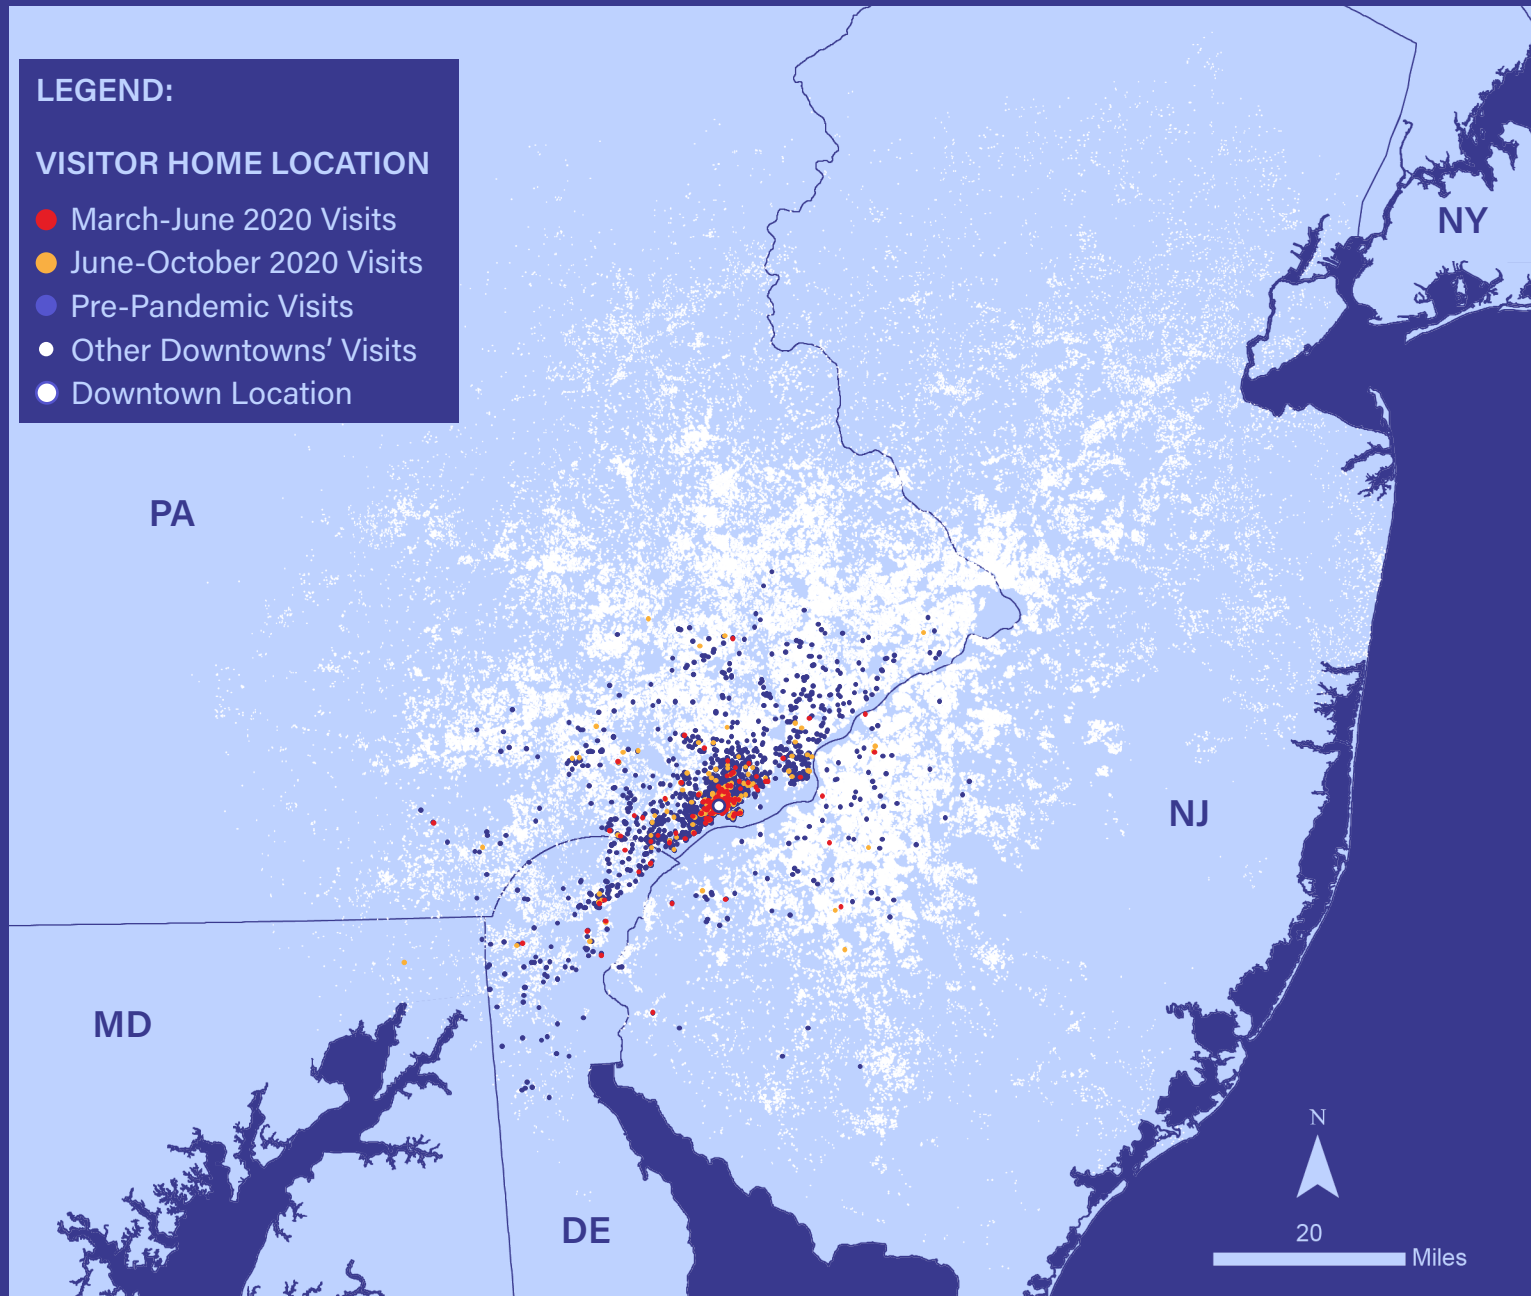 LEGEND:
VISITOR HOME LOCATION
March-June 2020 Visits
June-October 2020 Visits
Pre-Pandemic Visits
Other Downtowns’ Visits
Downtown Location
NY
PA
NJ
MD
DE
N
20
Miles